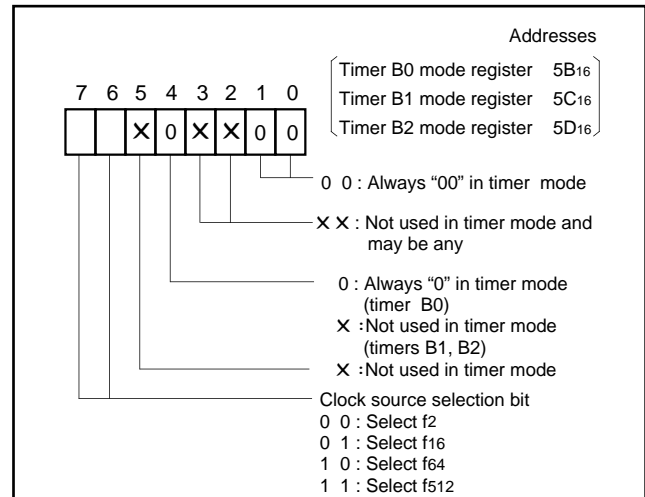 Addresses
Timer B0 mode register 5B16
Timer B1 mode register 5C16
Timer B2 mode register 5D16
7 6 5 4 3 2 1 0
× 0 × × 0 0
0 0 : Always “00” in timer mode
× × : Not used in timer mode and
may be any
0 : Always “0” in timer mode
(timer B0)
× : Not used in timer mode
(timers B1, B2)
× : Not used in timer mode
Clock source selection bit
0 0 : Select f2
0 1 : Select f16
1 0 : Select f64
1 1 : Select f512